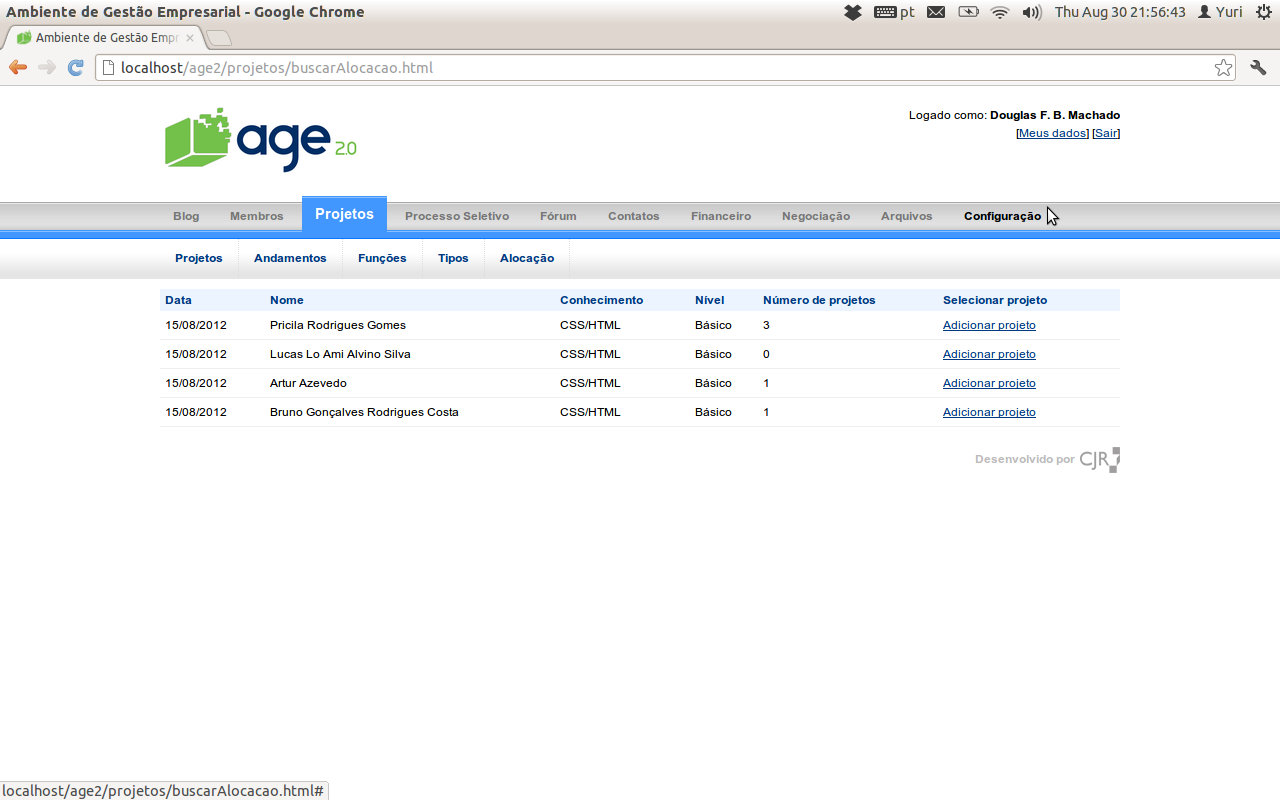 Ambiente de Gestão Empresarial - Google Chrome
pt Thu Aug 30 21:56:43 Yuri
Ambiente de Gestão Empr
localhost/age2/projetos/buscarAlocacao.html
age 2.0
Logado como: Douglas F. B. Machado
[Meus dados] [Sair]
Blog Membros Projetos Processo Seletivo Fórum Contatos Financeiro Negociação Arquivos Configuração
Projetos Andamentos Funções Tipos Alocação
Data Nome Conhecimento Nível Número de projetos Selecionar projeto
15/08/2012 Pricila Rodrigues Gomes CSS/HTML Básico 3 Adicionar projeto
15/08/2012 Lucas Lo Ami Alvino Silva CSS/HTML Básico 0 Adicionar projeto
15/08/2012 Artur Azevedo CSS/HTML Básico 1 Adicionar projeto
15/08/2012 Bruno Gonçalves Rodrigues Costa CSS/HTML Básico 1 Adicionar projeto
Desenvolvido por CJR
localhost/age2/projetos/buscarAlocacao.html#